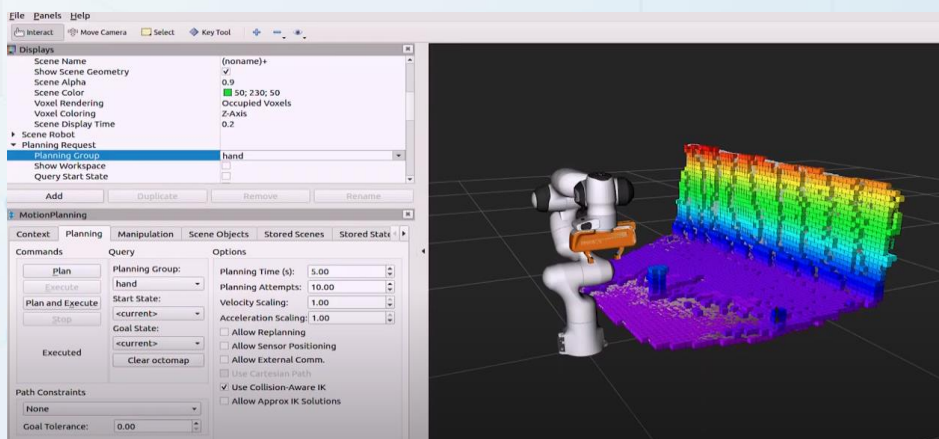 File Panels Help
Interact Move Camera Select Key Tool
Displays
Scene Name (noname)+
Show Scene Geometry
Scene Alpha 0.9
Scene Color 50; 230; 50
Voxel Rendering Occupied Voxels
Voxel Coloring Z-Axis
Scene Display Time 0.2
Scene Robot
Planning Request
Planning Group hand
Show Workspace
Query Start State
Add Duplicate Remove Rename
MotionPlanning
Context Planning Manipulation Scene Objects Stored Scenes Stored State
Commands Query Options
Plan Planning Group: Planning Time (s): 5.00
Execute hand Planning Attempts: 10.00
Plan and Execute Start State: Velocity Scaling: 1.00
Stop <current> Acceleration Scaling: 1.00
Goal State: Allow Replanning
Executed <current> Allow Sensor Positioning
Clear octomap Allow External Comm.
Use Cartesian Path
Use Collision-Aware IK
Path Constraints Allow Approx IK Solutions
None
Goal Tolerance: 0.00